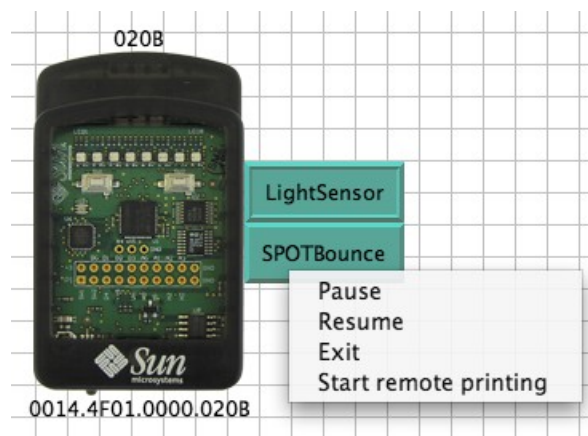 020B
LightSensor
SPOTBounce
Pause
Resume
Exit
Start remote printing
Sun
microsystems
0014.4F01.0000.020B